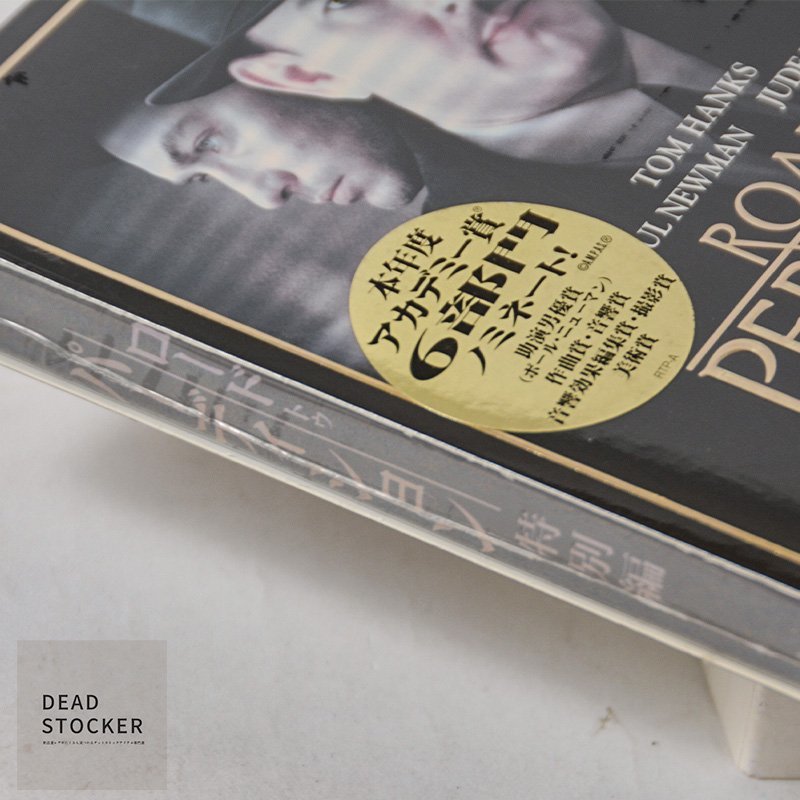 TOM HANKS
JUDE
UL NEWMAN
ROA
PER
本年度
アカデミー賞®
6部門
ノミネート!
©A.M.P.A.S.®
助演男優賞
(ポール・ニューマン)
作曲賞・音響賞
音響効果編集賞・撮影賞
美術賞
RTP-A
ロード トゥ
パーディション
特別編
DEAD
STOCKER